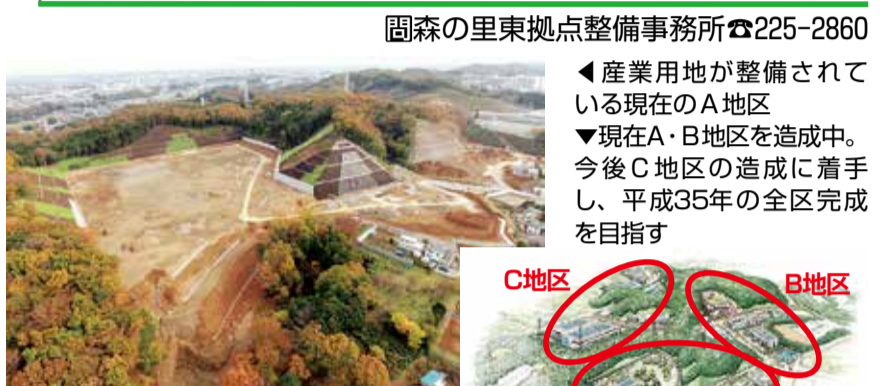 問森の里東拠点整備事務所☎225-2860
◀産業用地が整備されて
いる現在のA地区
▼現在A・B地区を造成中。
今後C地区の造成に着手
し、平成35年の全区完成
を目指す
C地区
B地区